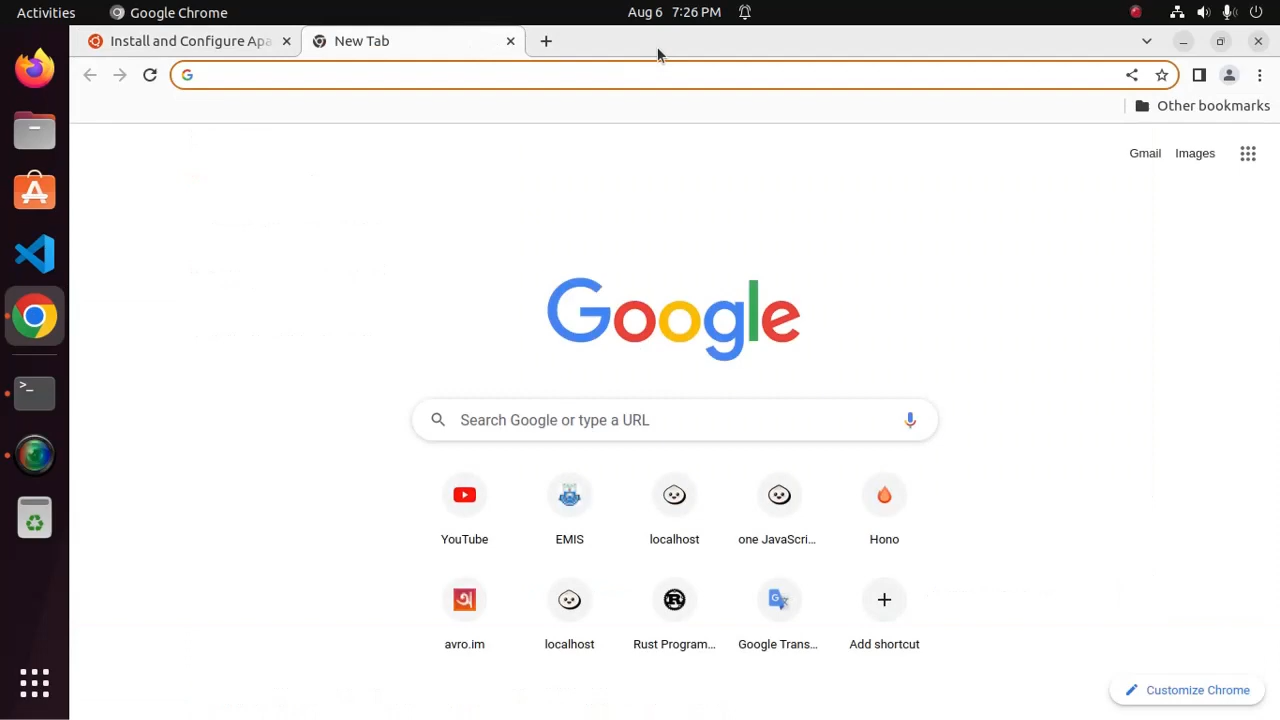 Activities
Google Chrome
Aug 6 7:26 PM
Install and Configure Apa
New Tab
Other bookmarks
Gmail
Images
Google
Search Google or type a URL
YouTube
EMIS
localhost
one JavaScri...
Hono
avro.im
localhost
Rust Program...
Google Trans...
Add shortcut
Customize Chrome